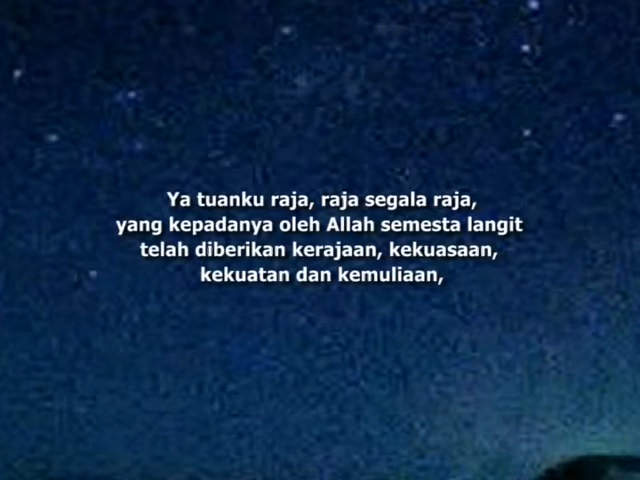 Ya tuanku raja, raja segala raja,
yang kepadanya oleh Allah semesta langit
telah diberikan kerajaan, kekuasaan,
kekuatan dan kemuliaan,